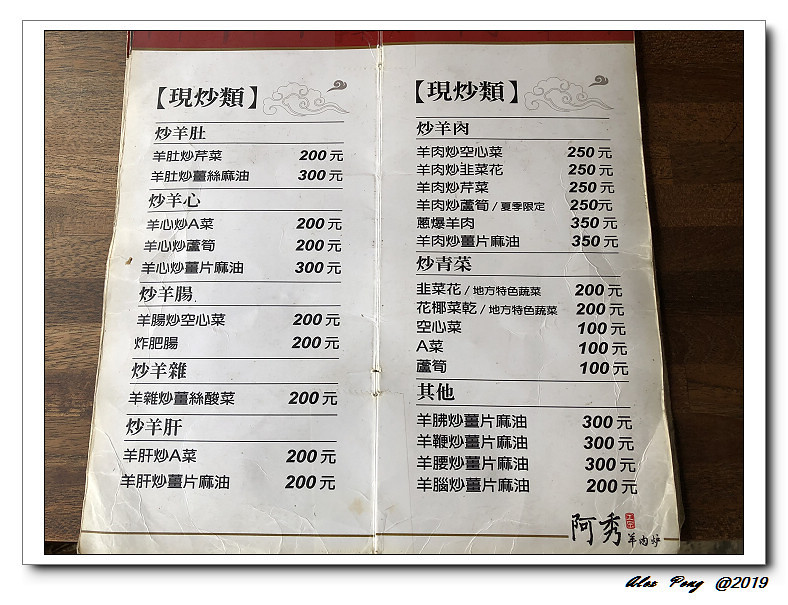 【現炒類】
炒羊肚
羊肚炒芹菜 200元
羊肚炒薑絲麻油 300元
炒羊心
羊心炒A菜 200元
羊心炒蘆筍 200元
羊心炒薑片麻油 300元
炒羊腸
羊腸炒空心菜 200元
炸肥腸 200元
炒羊雜
羊雜炒薑絲酸菜 200元
炒羊肝
羊肝炒A菜 200元
羊肝炒薑片麻油 200元
【現炒類】
炒羊肉
羊肉炒空心菜 250元
羊肉炒韭菜花 250元
羊肉炒芹菜 250元
羊肉炒蘆筍 / 夏季限定 250元
蔥爆羊肉 350元
羊肉炒薑片麻油 350元
炒青菜
韭菜花 / 地方特色蔬菜 200元
花椰菜乾 / 地方特色蔬菜 200元
空心菜 100元
A菜 100元
蘆筍 100元
其他
羊胇炒薑片麻油 300元
羊鞭炒薑片麻油 300元
羊腰炒薑片麻油 300元
羊腦炒薑片麻油 200元
阿秀
羊肉爐
Alex Peng @2019